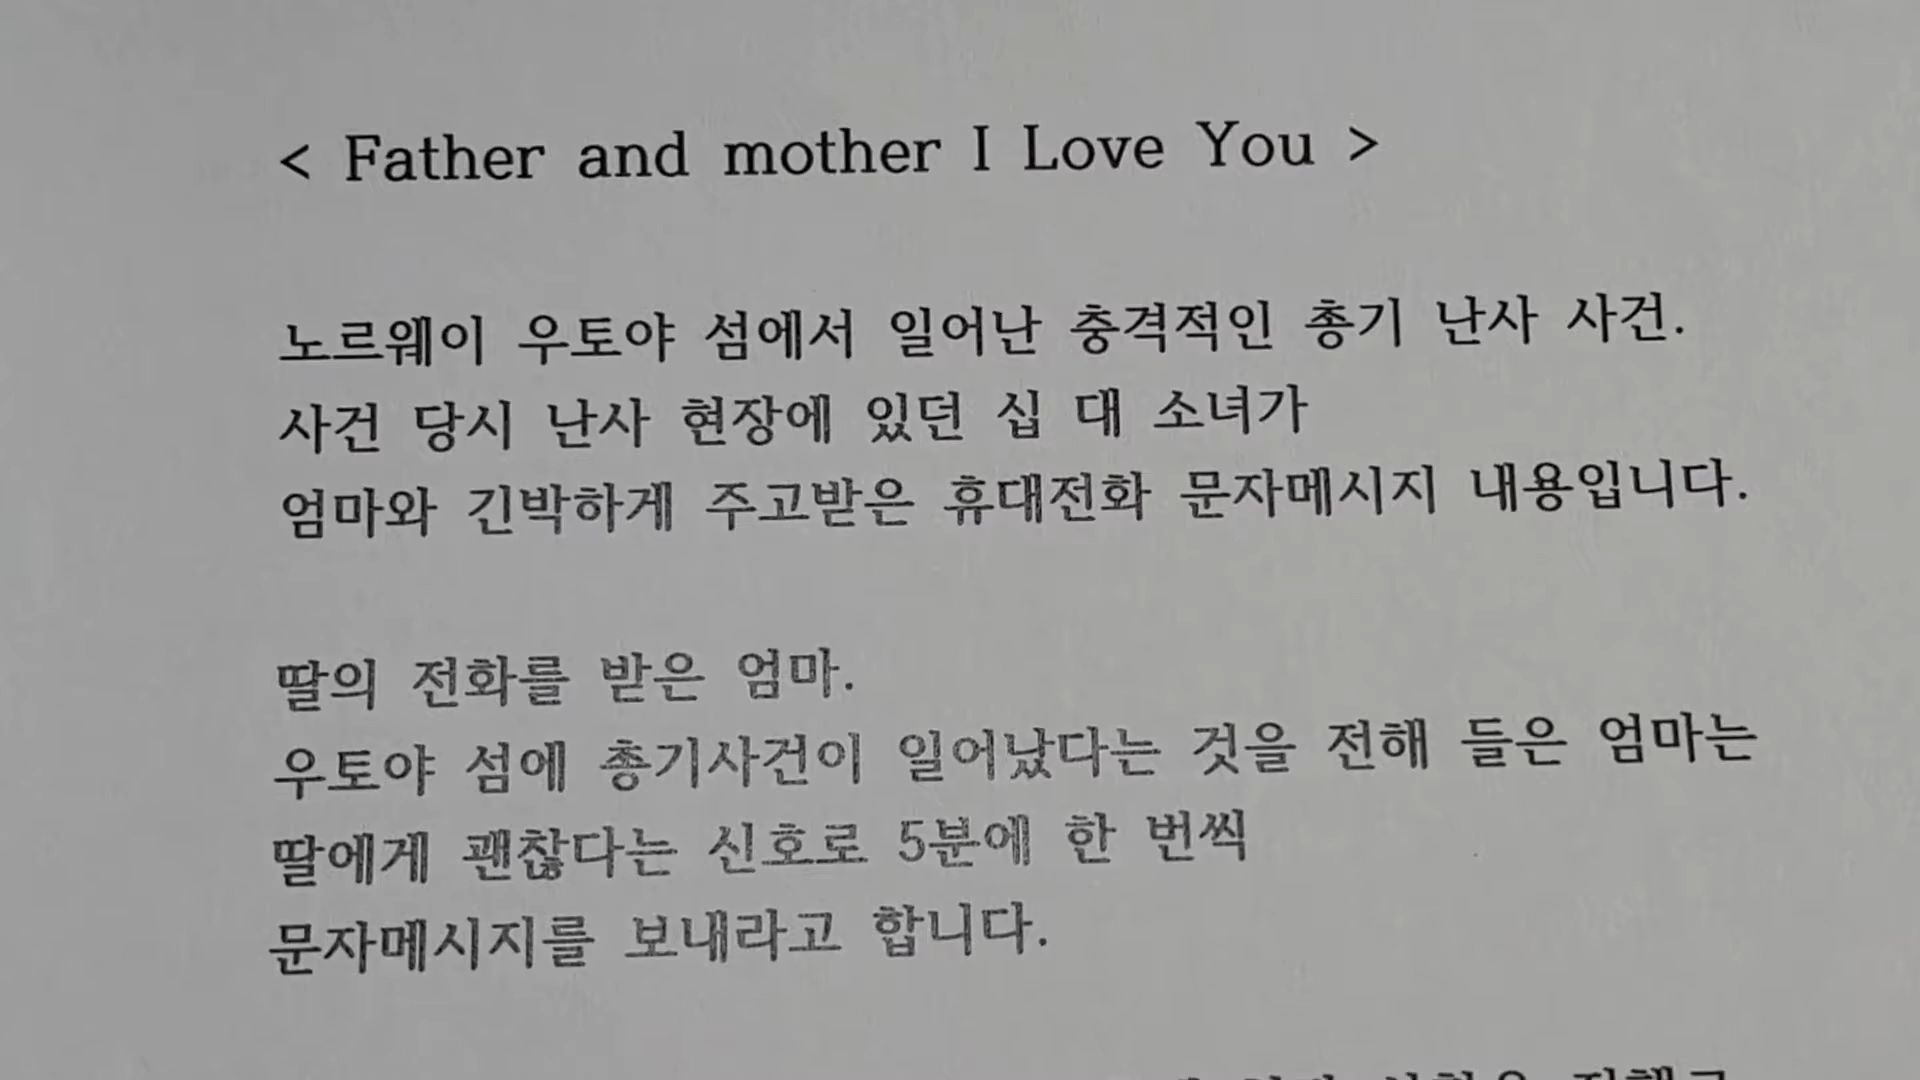 < Father and mother I Love You >
노르웨이 우토야 섬에서 일어난 충격적인 총기 난사 사건.
사건 당시 난사 현장에 있던 십 대 소녀가
엄마와 긴박하게 주고받은 휴대전화 문자메시지 내용입니다.
딸의 전화를 받은 엄마.
우토야 섬에 총기사건이 일어났다는 것을 전해 들은 엄마는
딸에게 괜찮다는 신호로 5분에 한 번씩
문자메시지를 보내라고 합니다.